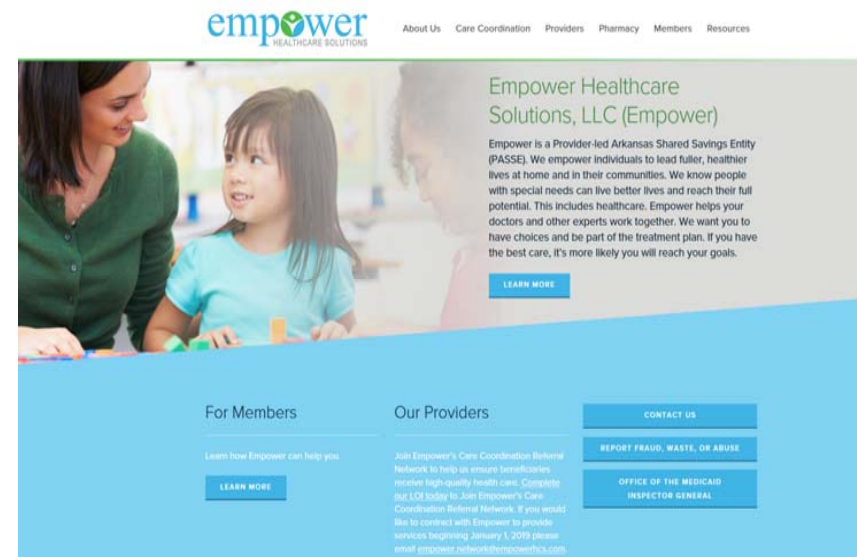 empower
HEALTHCARE SOLUTIONS
About Us Care Coordination Providers Pharmacy Members Resources
Empower Healthcare
Solutions, LLC (Empower)
Empower is a Provider-led Arkansas Shared Savings Entity
(PASSE). We empower individuals to lead fuller, healthier
lives at home and in their communities. We know people
with special needs can live better lives and reach their full
potential. This includes healthcare. Empower helps your
doctors and other experts work together. We want you to
have choices and be part of the treatment plan. If you have
the best care, it's more likely you will reach your goals.
LEARN MORE
For Members
Learn how Empower can help you.
LEARN MORE
Our Providers
Join Empower's Care Coordination Referral
Network to help us ensure beneficiaries
receive high-quality health care. Complete
our LOI today to Join Empower's Care
Coordination Referral Network. If you would
like to contract with Empower to provide
services beginning January 1, 2019 please
email empower.network@empowerhcs.com.
CONTACT US
REPORT FRAUD, WASTE, OR ABUSE
OFFICE OF THE MEDICAID
INSPECTOR GENERAL